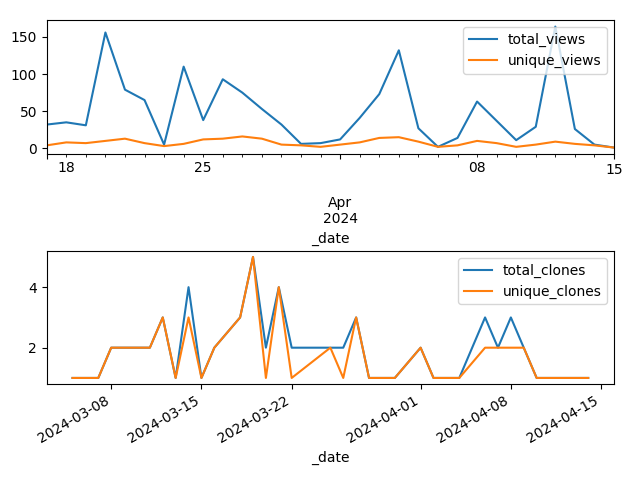 150
100
50
0
total_views
unique_views
18
25
08
15
Apr
2024
_date
4
2
total_clones
unique_clones
2024-03-08
2024-03-15
2024-03-22
2024-04-01
2024-04-08
2024-04-15
_date